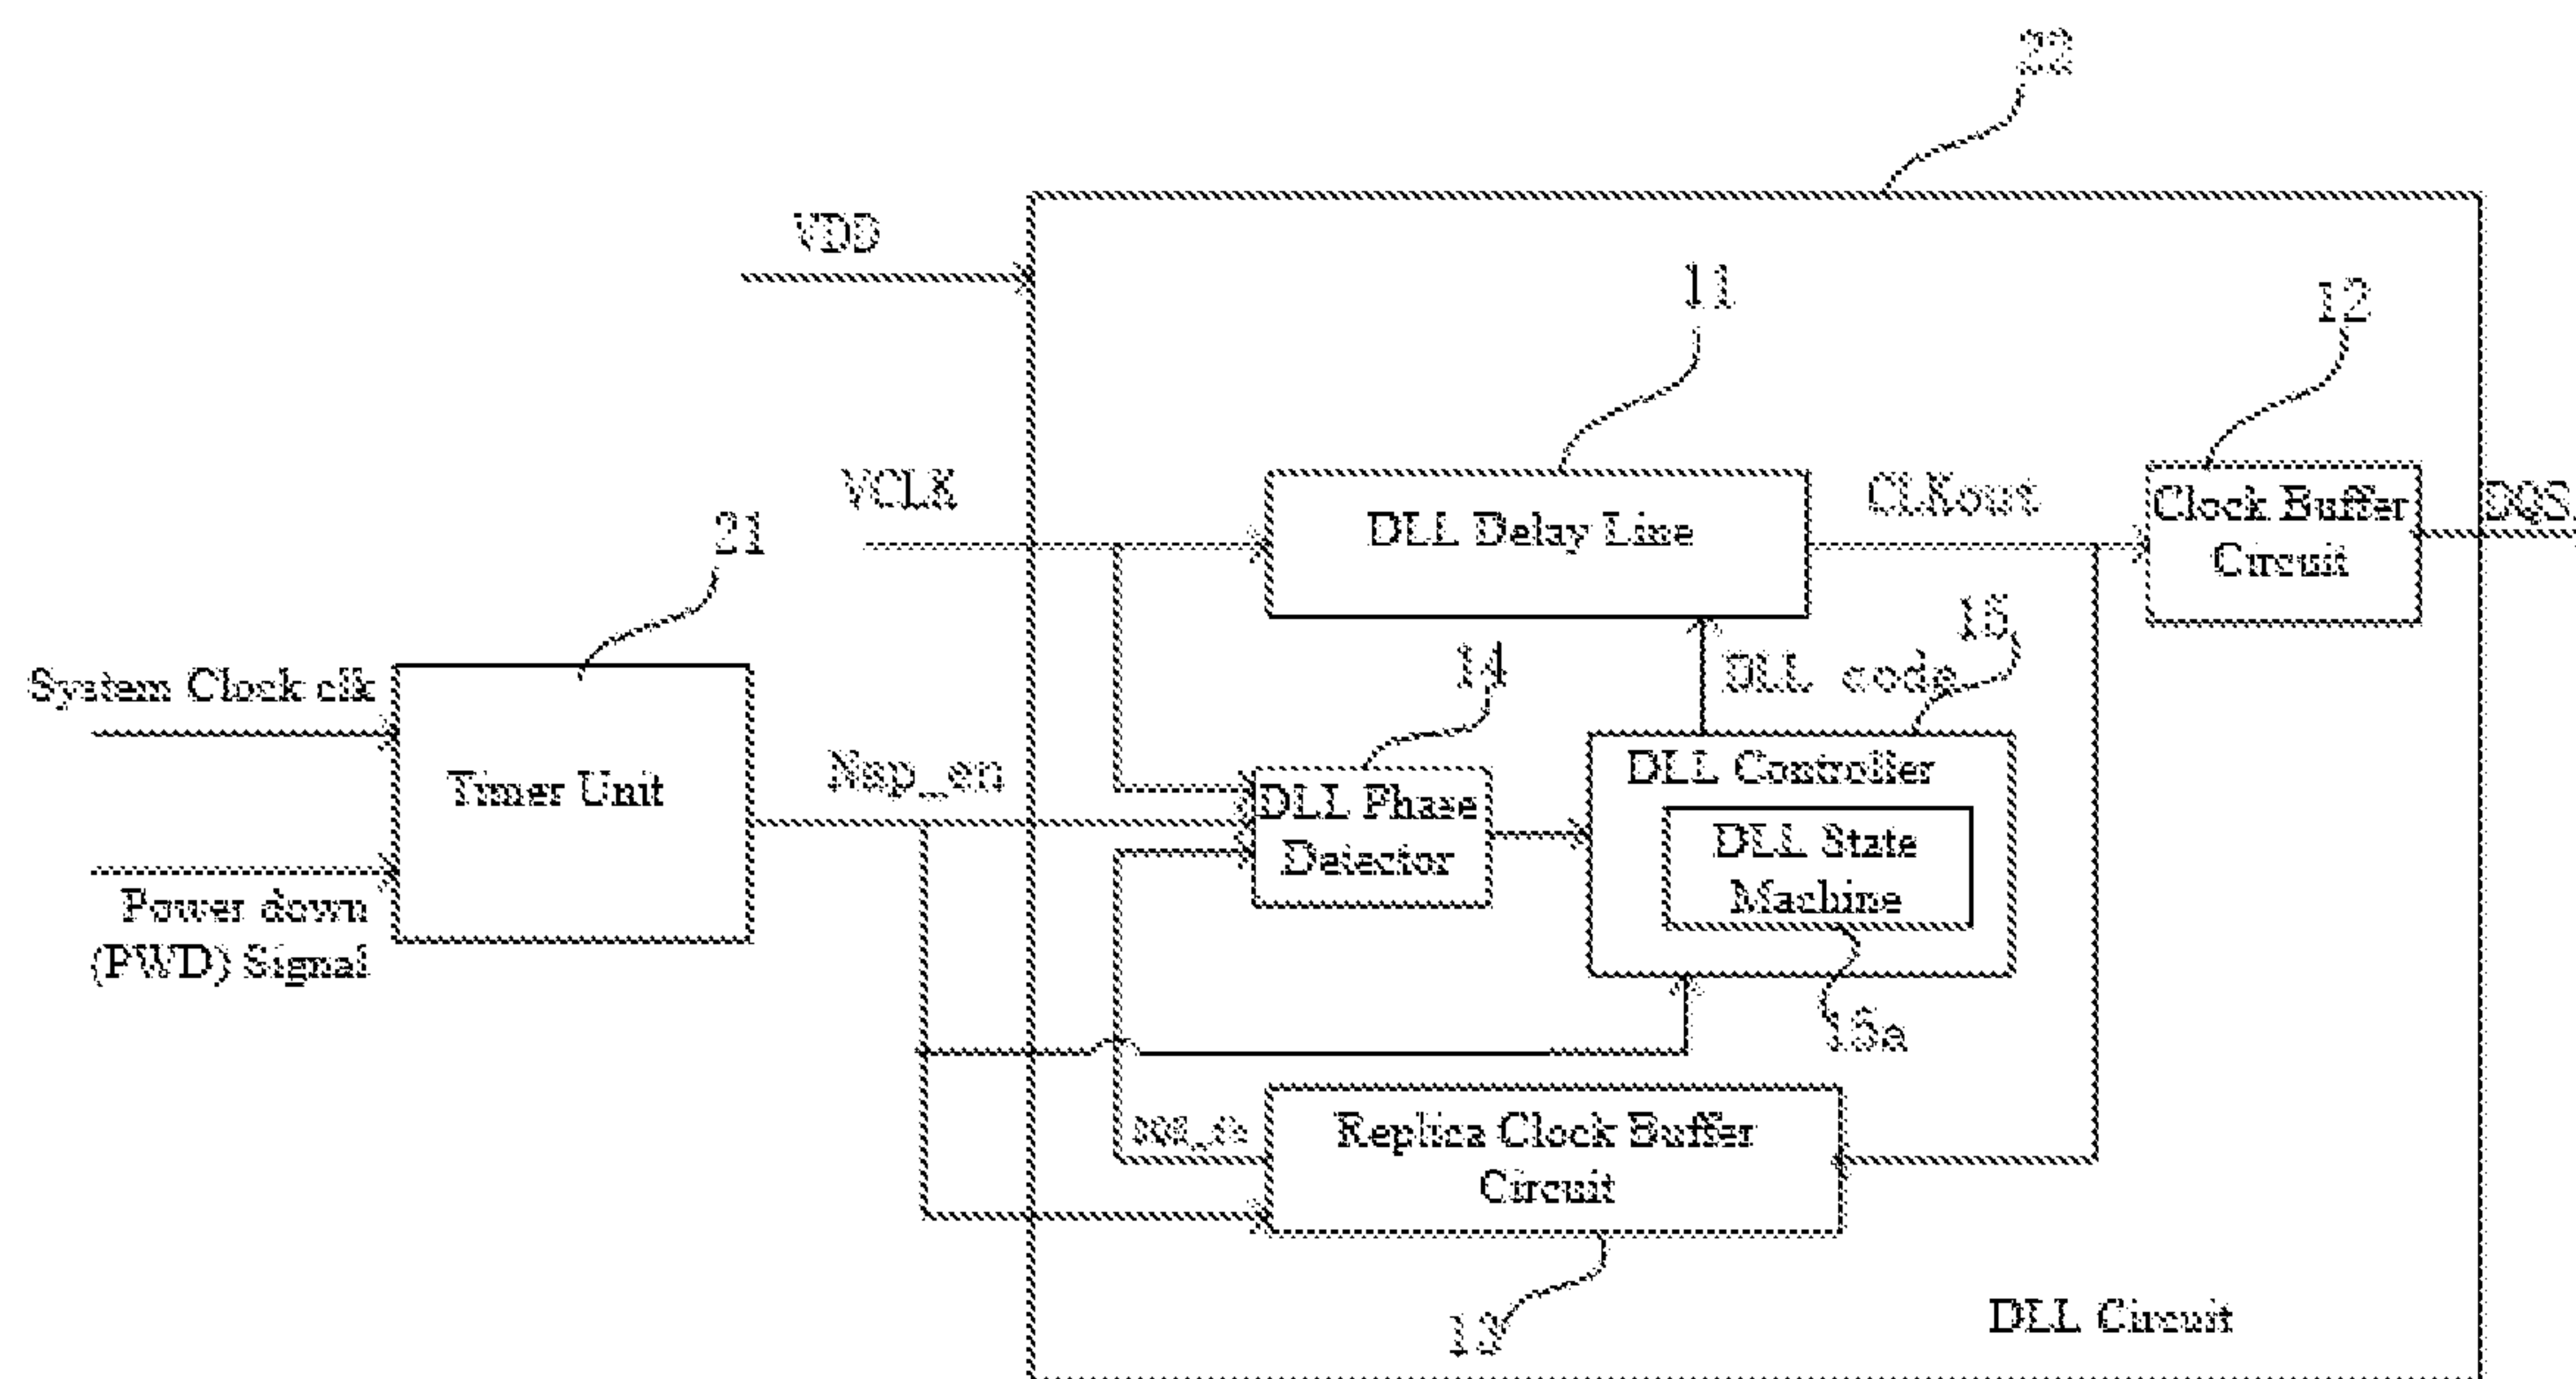 22
VDD
11
12
VCLK
CLKout
DQS
DLL Delay Line
Clock Buffer
Circuit
21
15
14
DLL code
System Clock clk
Timer Unit
Nap_en
DLL Phase
Detector
DLL Controller
DLL State
Machine
Power down
(PWD) Signal
15a
Replica Clock Buffer
Circuit
13
DLL Circuit